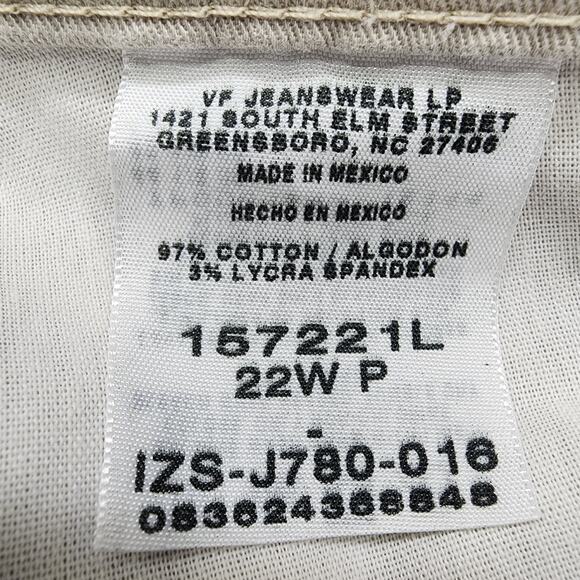 VF JEANSWEAR LP
1421 SOUTH ELM STREET
GREENSBORO, NC 27406
MADE IN MEXICO
HECHO EN MEXICO
97% COTTON / ALGODON
3% LYCRA SPANDEX
157221L
22W P
-
IZS-J780-016